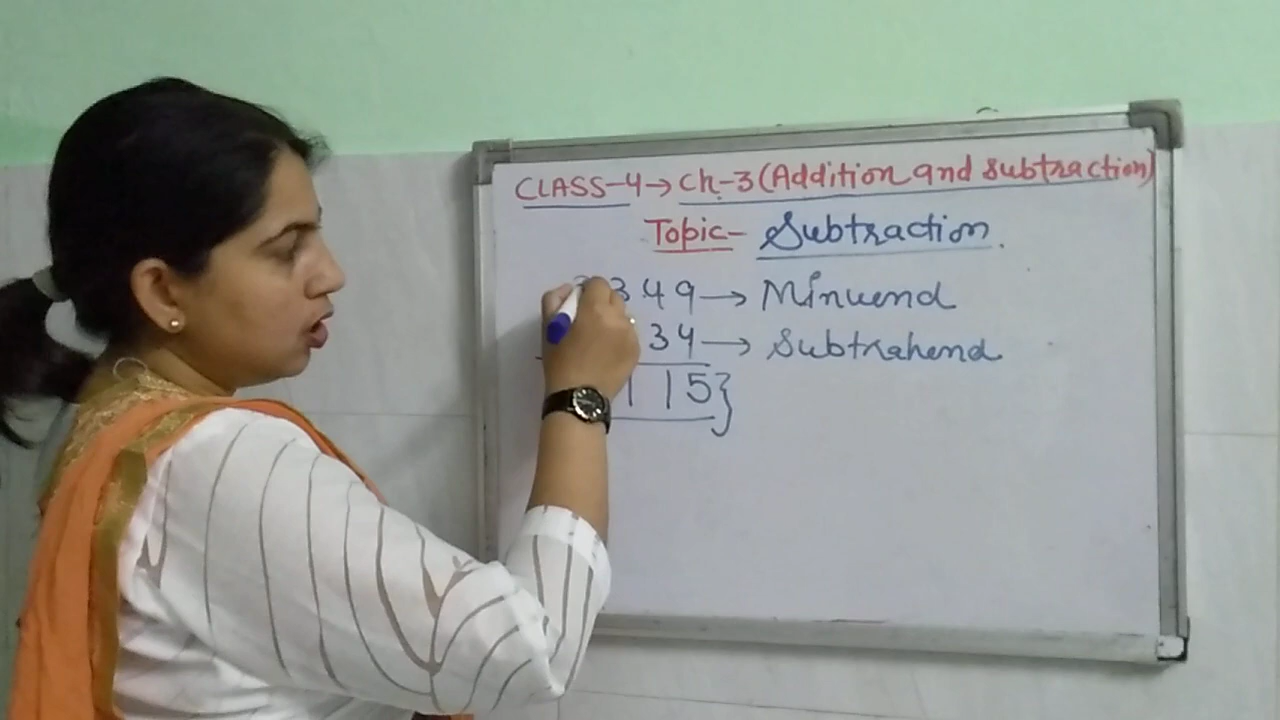 CLASS-4→Ch-3(Addition and Subtraction)
Topic- Subtraction.
349→Minuend
34→Subtrahend
115}